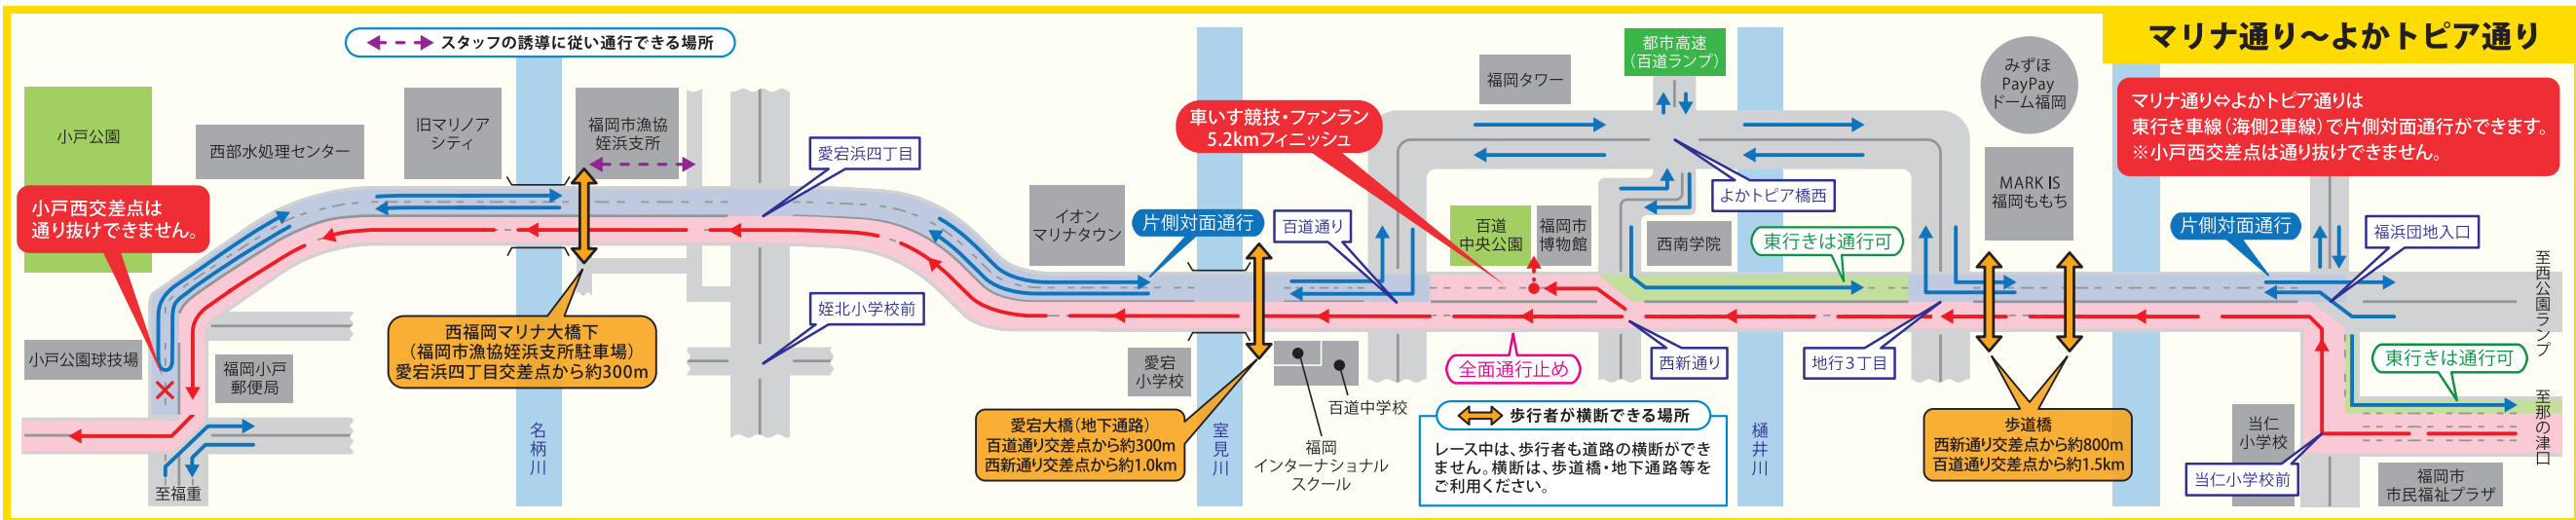 マリナ通り～よかトピア通り
スタッフの誘導に従い通行できる場所
小戸公園
西部水処理センター
旧マリノア
シティ
福岡市漁協
姪浜支所
愛宕浜四丁目
小戸西交差点は
通り抜けできません。
小戸公園球技場
福岡小戸
郵便局
至福重
西福岡マリナ大橋下
（福岡市漁協姪浜支所駐車場）
愛宕浜四丁目交差点から約300m
名柄川
姪北小学校前
イオン
マリナタウン
片側対面通行
愛宕
小学校
愛宕大橋（地下通路）
百道通り交差点から約300m
西新通り交差点から約1.0km
室見川
車いす競技・ファンラン
5.2kmフィニッシュ
百道通り
百道中学校
福岡
インターナショナル
スクール
福岡タワー
都市高速
（百道ランプ）
よかトピア橋西
百道
中央公園
福岡市
博物館
西南学院
東行きは通行可
全面通行止め
西新通り
地行3丁目
歩行者が横断できる場所
レース中は、歩行者も道路の横断ができ
ません。横断は、歩道橋・地下通路等を
ご利用ください。
樋井川
みずほ
PayPay
ドーム福岡
MARK IS
福岡ももち
歩道橋
西新通り交差点から約800m
百道通り交差点から約1.5km
マリナ通り⇔よかトピア通りは
東行き車線（海側2車線）で片側対面通行ができます。
※小戸西交差点は通り抜けできません。
片側対面通行
福浜団地入口
至西公園ランプ
東行きは通行可
至那の津口
当仁
小学校
当仁小学校前
福岡市
市民福祉プラザ